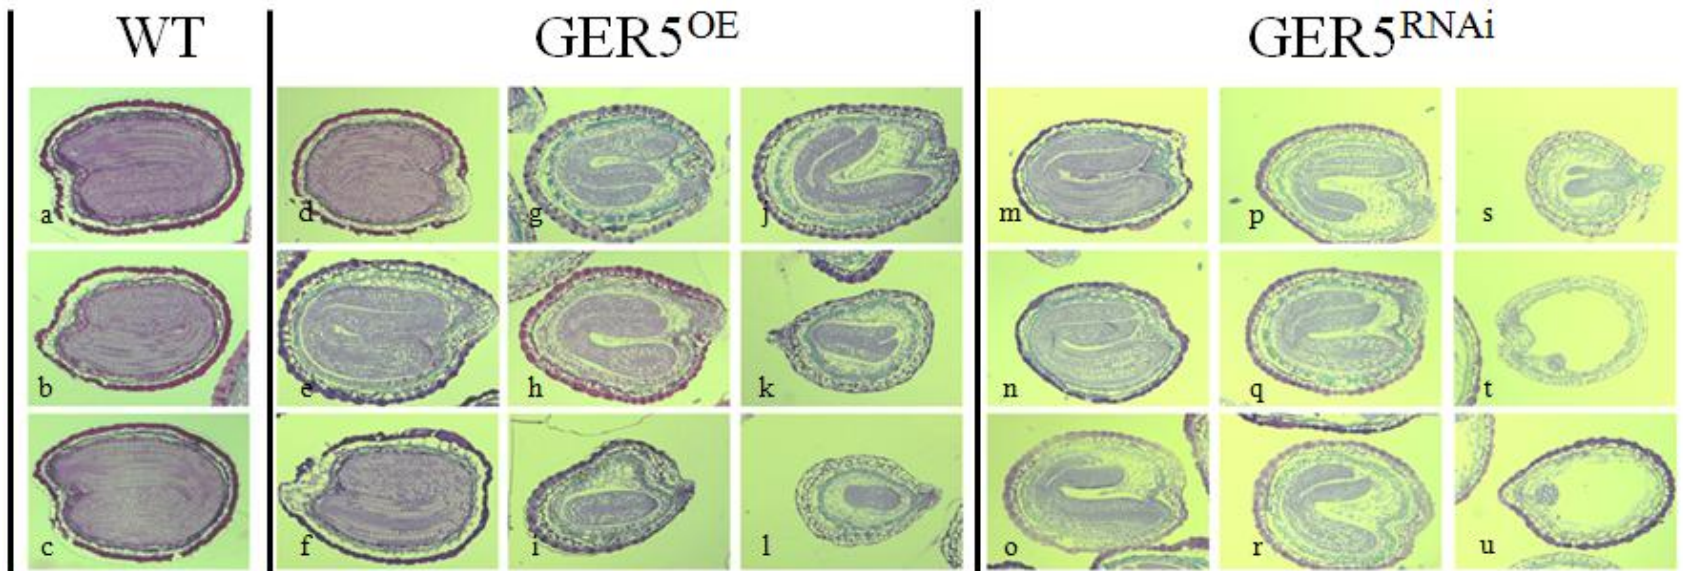 WT GER5OE GER5RNAi
a d g j m p s
b e h k n q t
c f i l o r u